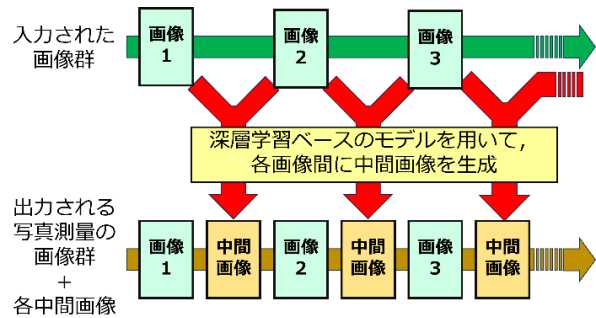 入力された
画像群
画像
1
画像
2
画像
3
深層学習ベースのモデルを用いて，
各画像間に中間画像を生成
出力される
写真測量の
画像群
＋
各中間画像
画像
1
中間
画像
画像
2
中間
画像
画像
3
中間
画像